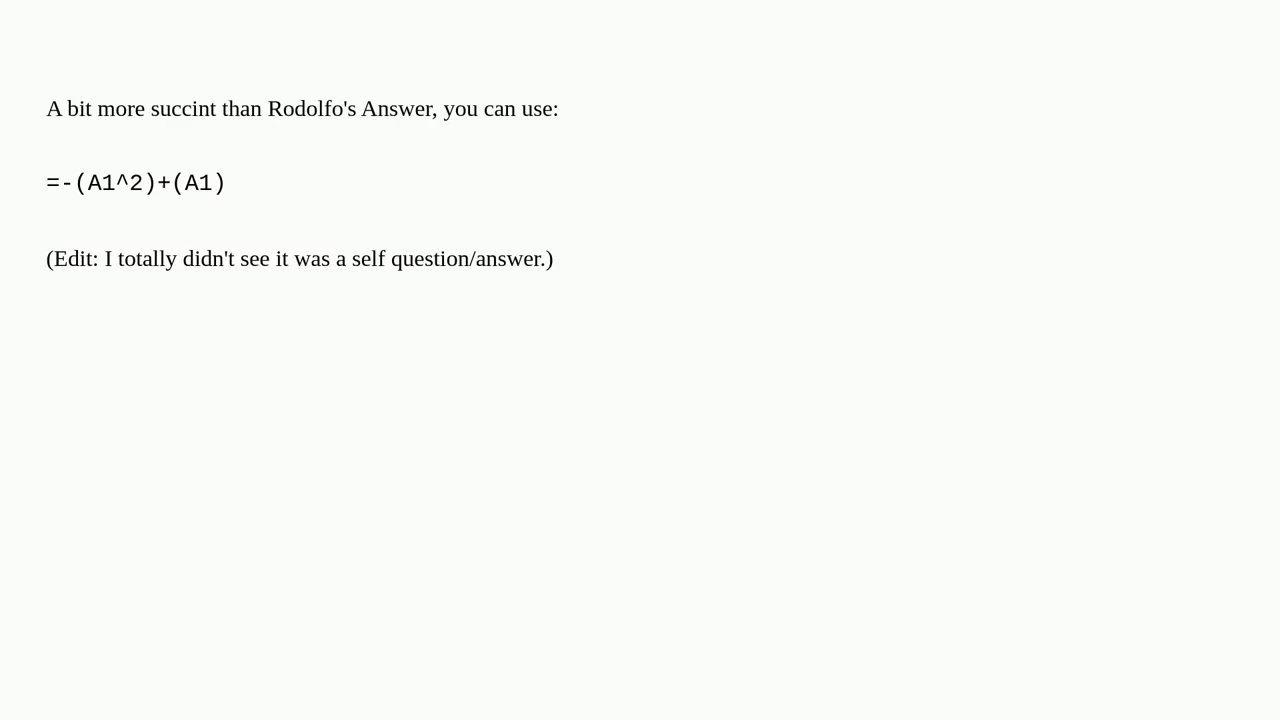 A bit more succint than Rodolfo's Answer, you can use:
=-(A1^2)+(A1)
(Edit: I totally didn't see it was a self question/answer.)